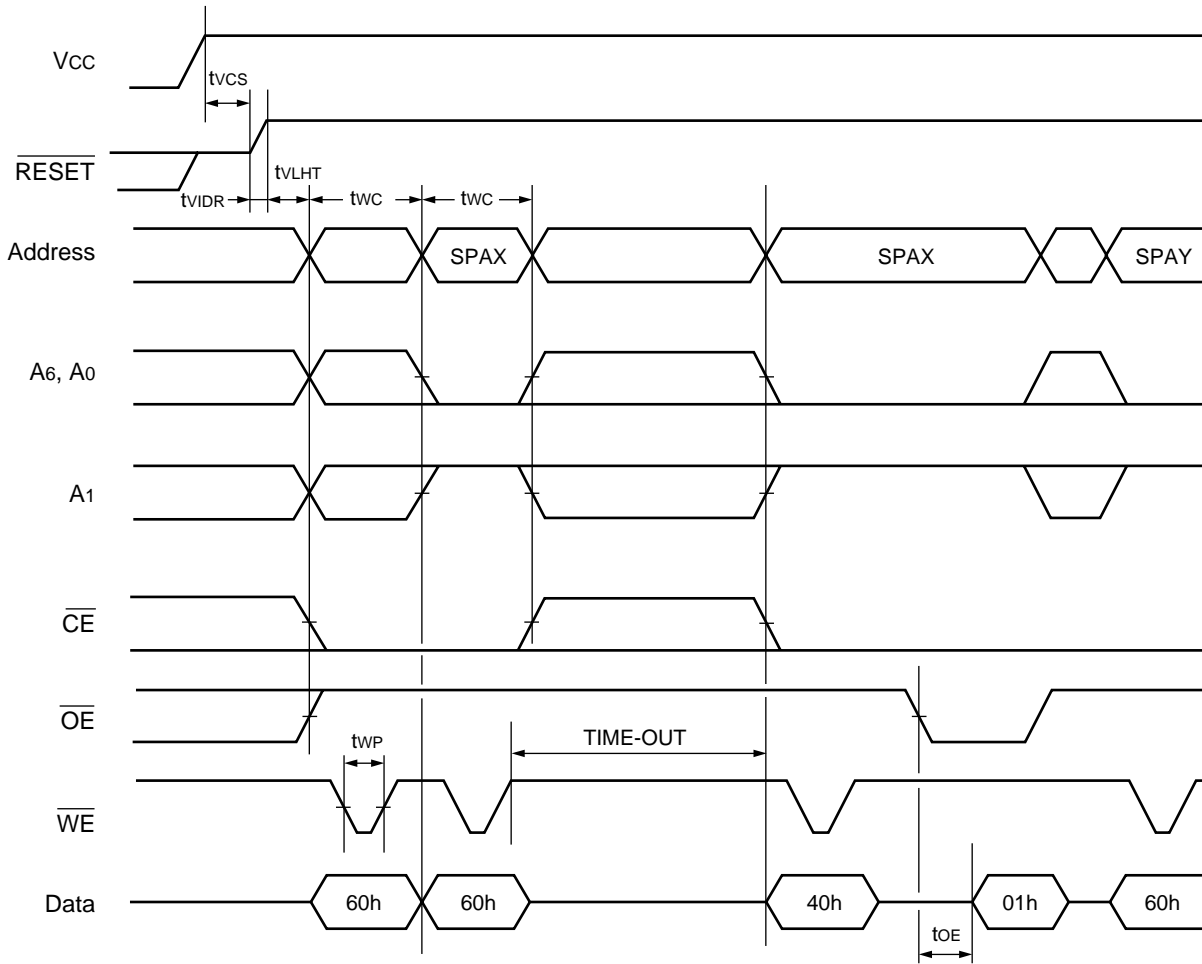 VCC
tVCS
RESET
tVLHT
tVIDR
tWC
tWC
Address
SPAX
SPAX
SPAY
A6, A0
A1
CE
OE
TIME-OUT
tWP
WE
Data
60h
60h
40h
01h
60h
tOE